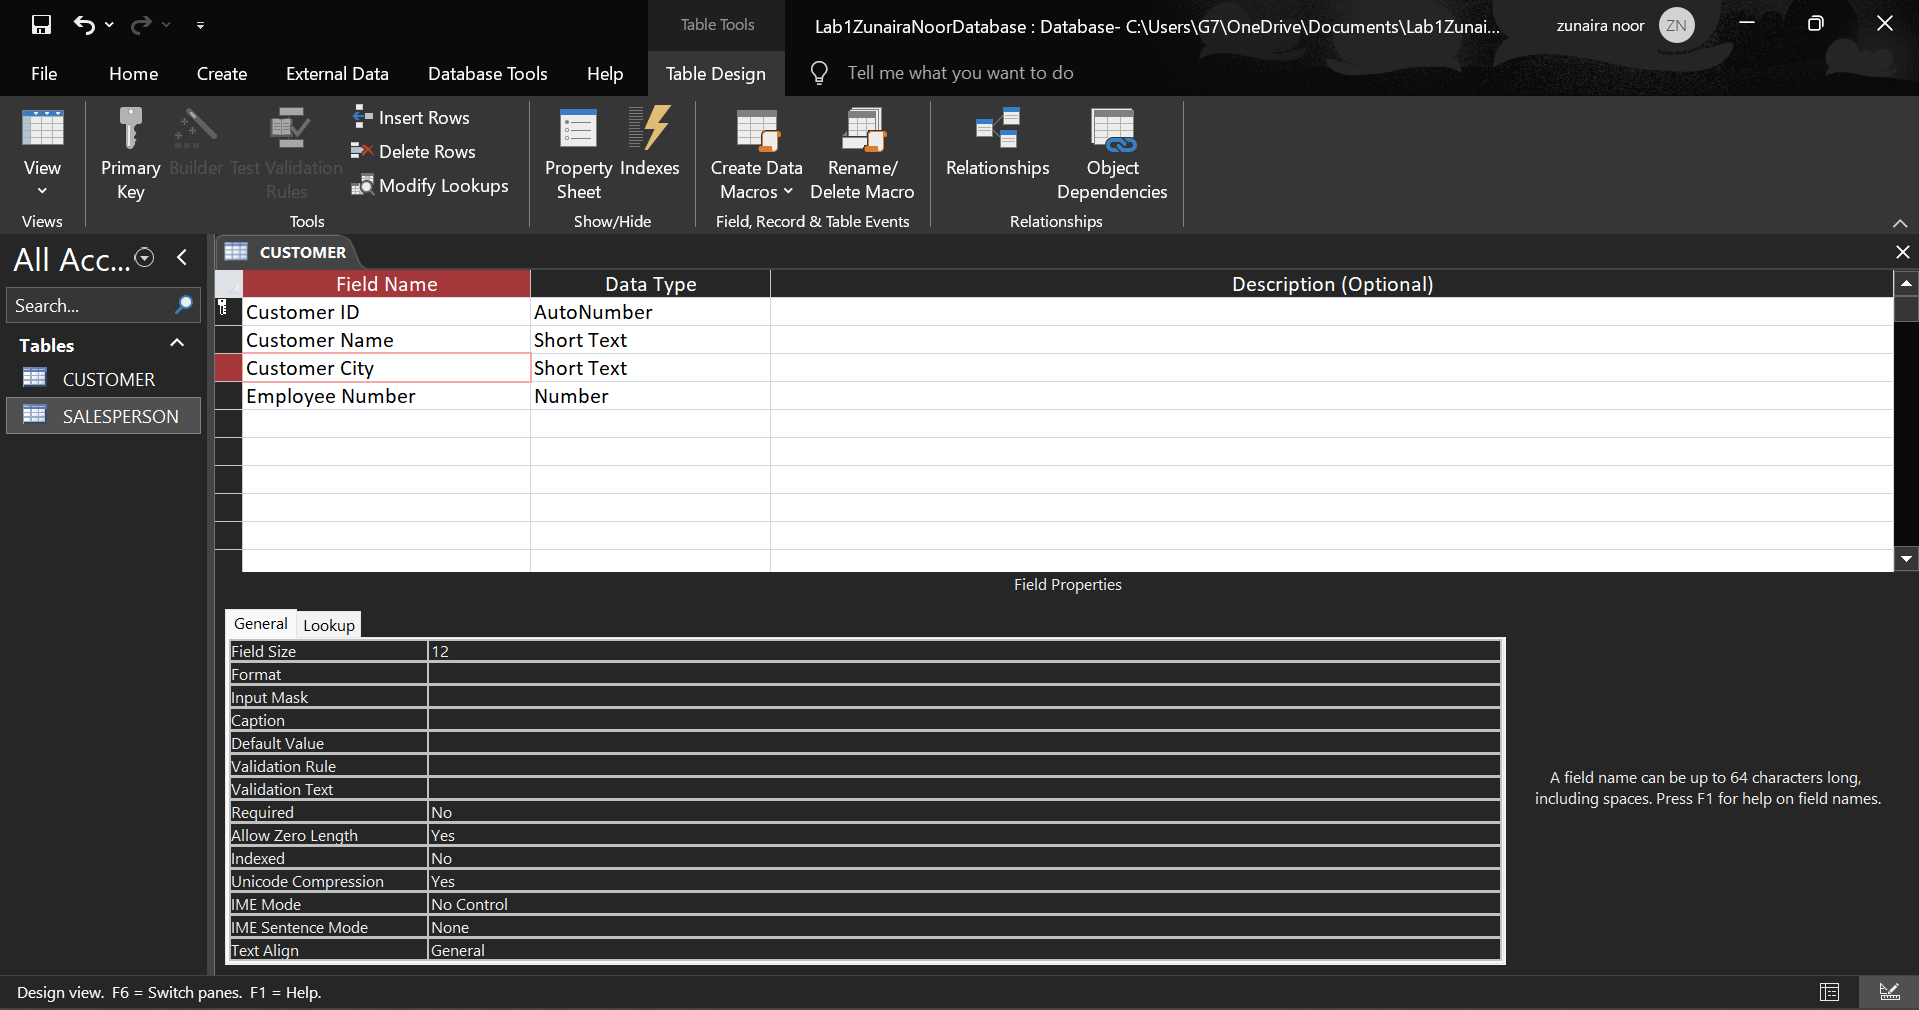 Table Tools
Lab1ZunairaNoorDatabase : Database- C:\Users\G7\OneDrive\Documents\Lab1Zunai...
zunaira noor
ZN
File
Home
Create
External Data
Database Tools
Help
Table Design
Tell me what you want to do
View
Primary Key
Builder
Test Validation Rules
Insert Rows
Delete Rows
Modify Lookups
Property Sheet
Indexes
Create Data Macros
Rename/ Delete Macro
Relationships
Object Dependencies
Views
Tools
Show/Hide
Field, Record & Table Events
Relationships
All Acc...
Search...
Tables
CUSTOMER
SALESPERSON
CUSTOMER
Field Name Data Type Description (Optional)
Customer ID AutoNumber
Customer Name Short Text
Customer City Short Text
Employee Number Number
Field Properties
General Lookup
Field Size 12
Format
Input Mask
Caption
Default Value
Validation Rule
Validation Text
Required No
Allow Zero Length Yes
Indexed No
Unicode Compression Yes
IME Mode No Control
IME Sentence Mode None
Text Align General
A field name can be up to 64 characters long,
including spaces. Press F1 for help on field names.
Design view. F6 = Switch panes. F1 = Help.